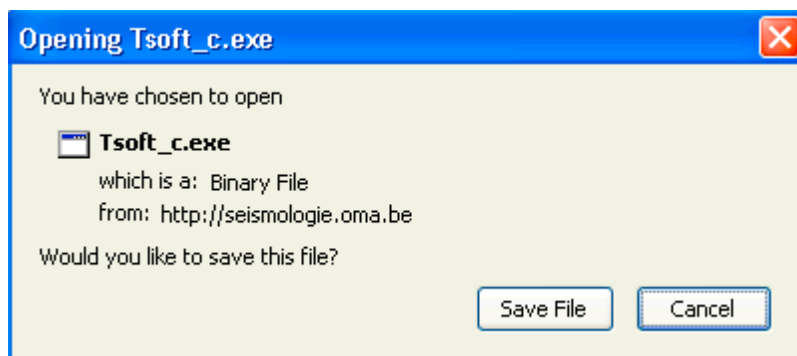 Opening Tsoft_c.exe
You have chosen to open
Tsoft_c.exe
which is a: Binary File
from: http://seismologie.oma.be
Would you like to save this file?
Save File
Cancel